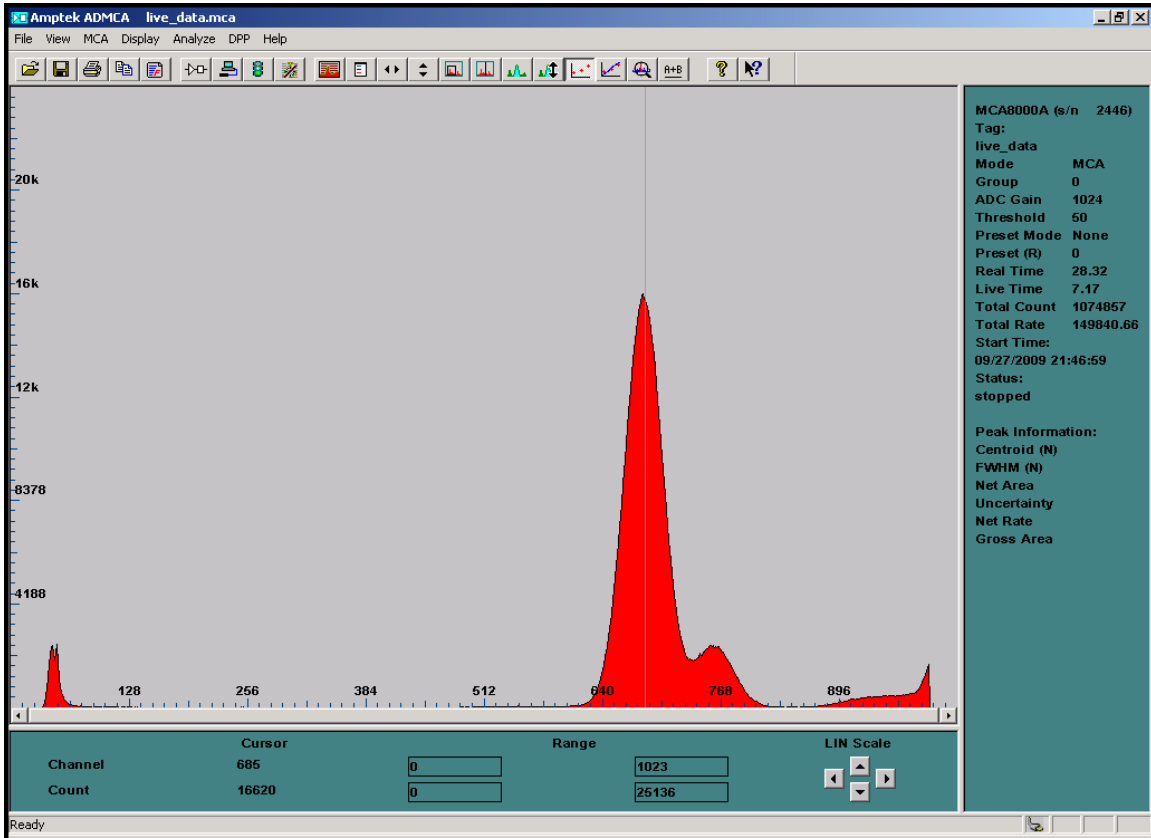 Amptek ADMCA live_data.mca
File View MCA Display Analyze DPP Help
A+B
20k
16k
12k
8378
4188
128 256 384 512 640 768 896
MCA8000A (s/n 2446)
Tag:
live_data
Mode MCA
Group 0
ADC Gain 1024
Threshold 50
Preset Mode None
Preset (R) 0
Real Time 28.32
Live Time 7.17
Total Count 1074857
Total Rate 149840.66
Start Time:
09/27/2009 21:46:59
Status:
stopped
Peak Information:
Centroid (N)
FWHM (N)
Net Area
Uncertainty
Net Rate
Gross Area
Cursor Range LIN Scale
Channel 685 0 1023
Count 16620 0 25136
Ready